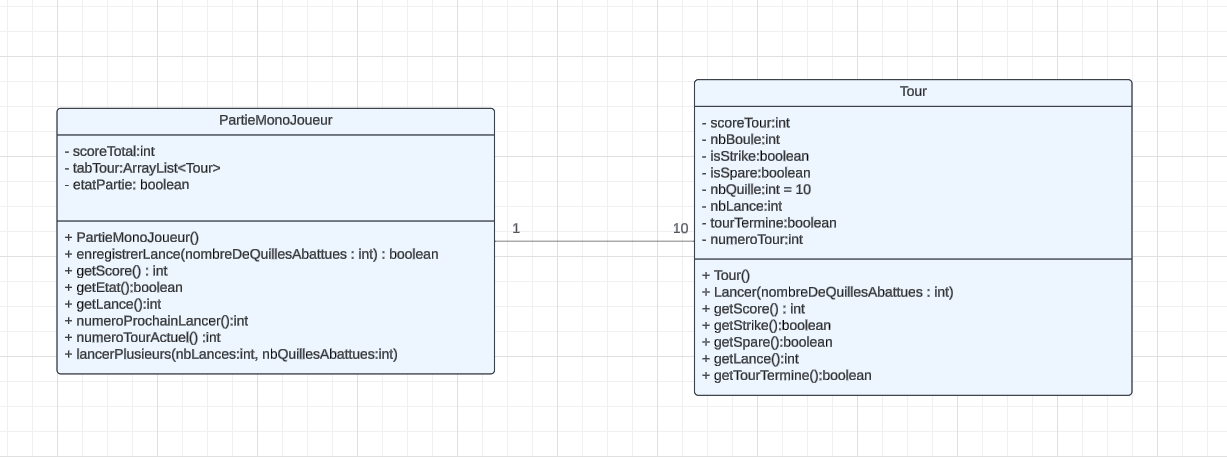 PartieMonoJoueur
- scoreTotal:int
- tabTour:ArrayList<Tour>
- etatPartie: boolean
+ PartieMonoJoueur()
+ enregistrerLance(nombreDeQuillesAbattues : int) : boolean
+ getScore() : int
+ getEtat():boolean
+ getLance():int
+ numeroProchainLancer():int
+ numeroTourActuel() :int
+ lancerPlusieurs(nbLances:int, nbQuillesAbattues:int)
1
10
Tour
- scoreTour:int
- nbBoule:int
- isStrike:boolean
- isSpare:boolean
- nbQuille:int = 10
- nbLance:int
- tourTermine:boolean
- numeroTour:int
+ Tour()
+ Lancer(nombreDeQuillesAbattues : int)
+ getScore() : int
+ getStrike():boolean
+ getSpare():boolean
+ getLance():int
+ getTourTermine():boolean